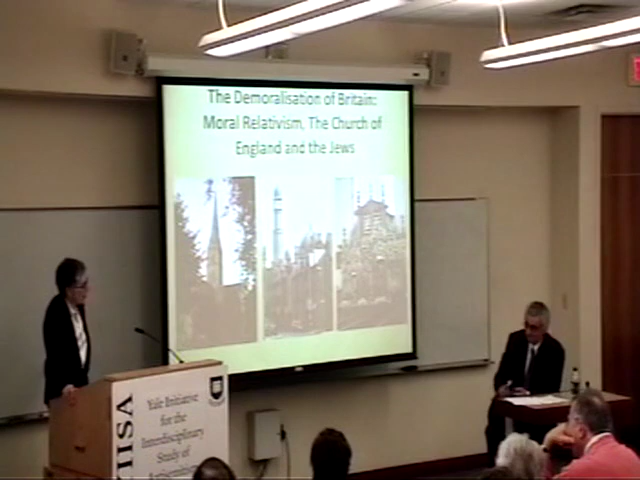 The Demoralisation of Britain:
Moral Relativism, The Church of
England and the Jews
YIISA
Yale Initiative
for the
Interdisciplinary
Study of
Antisemitism